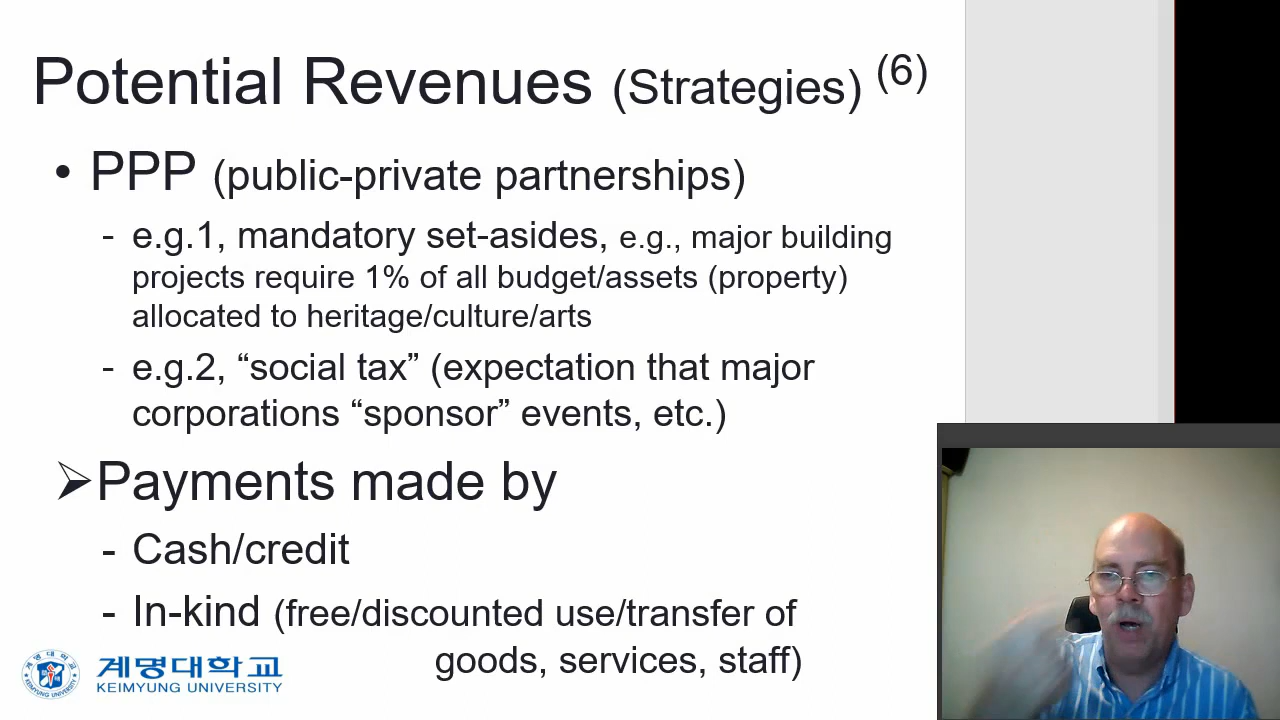 Potential Revenues (Strategies) (6)
• PPP (public-private partnerships)
- e.g.1, mandatory set-asides, e.g., major building
projects require 1% of all budget/assets (property)
allocated to heritage/culture/arts
- e.g.2, “social tax” (expectation that major
corporations “sponsor” events, etc.)
➢Payments made by
- Cash/credit
- In-kind (free/discounted use/transfer of
goods, services, staff)
계명대학교
KEIMYUNG UNIVERSITY